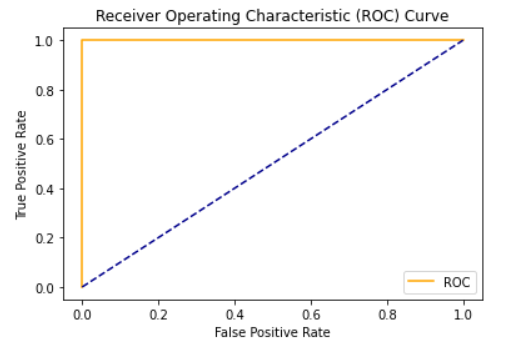 Receiver Operating Characteristic (ROC) Curve
1.0
0.8
0.6
0.4
0.2
0.0
True Positive Rate
ROC
0.0 0.2 0.4 0.6 0.8 1.0
False Positive Rate